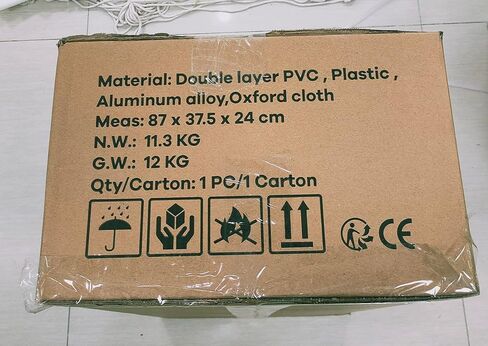 Material: Double layer PVC , Plastic ,
Aluminum alloy,Oxford cloth
Meas: 87 x 37.5 x 24 cm
N.W.: 11.3 KG
G.W.: 12 KG
Qty/Carton: 1 PC/1 Carton
CE